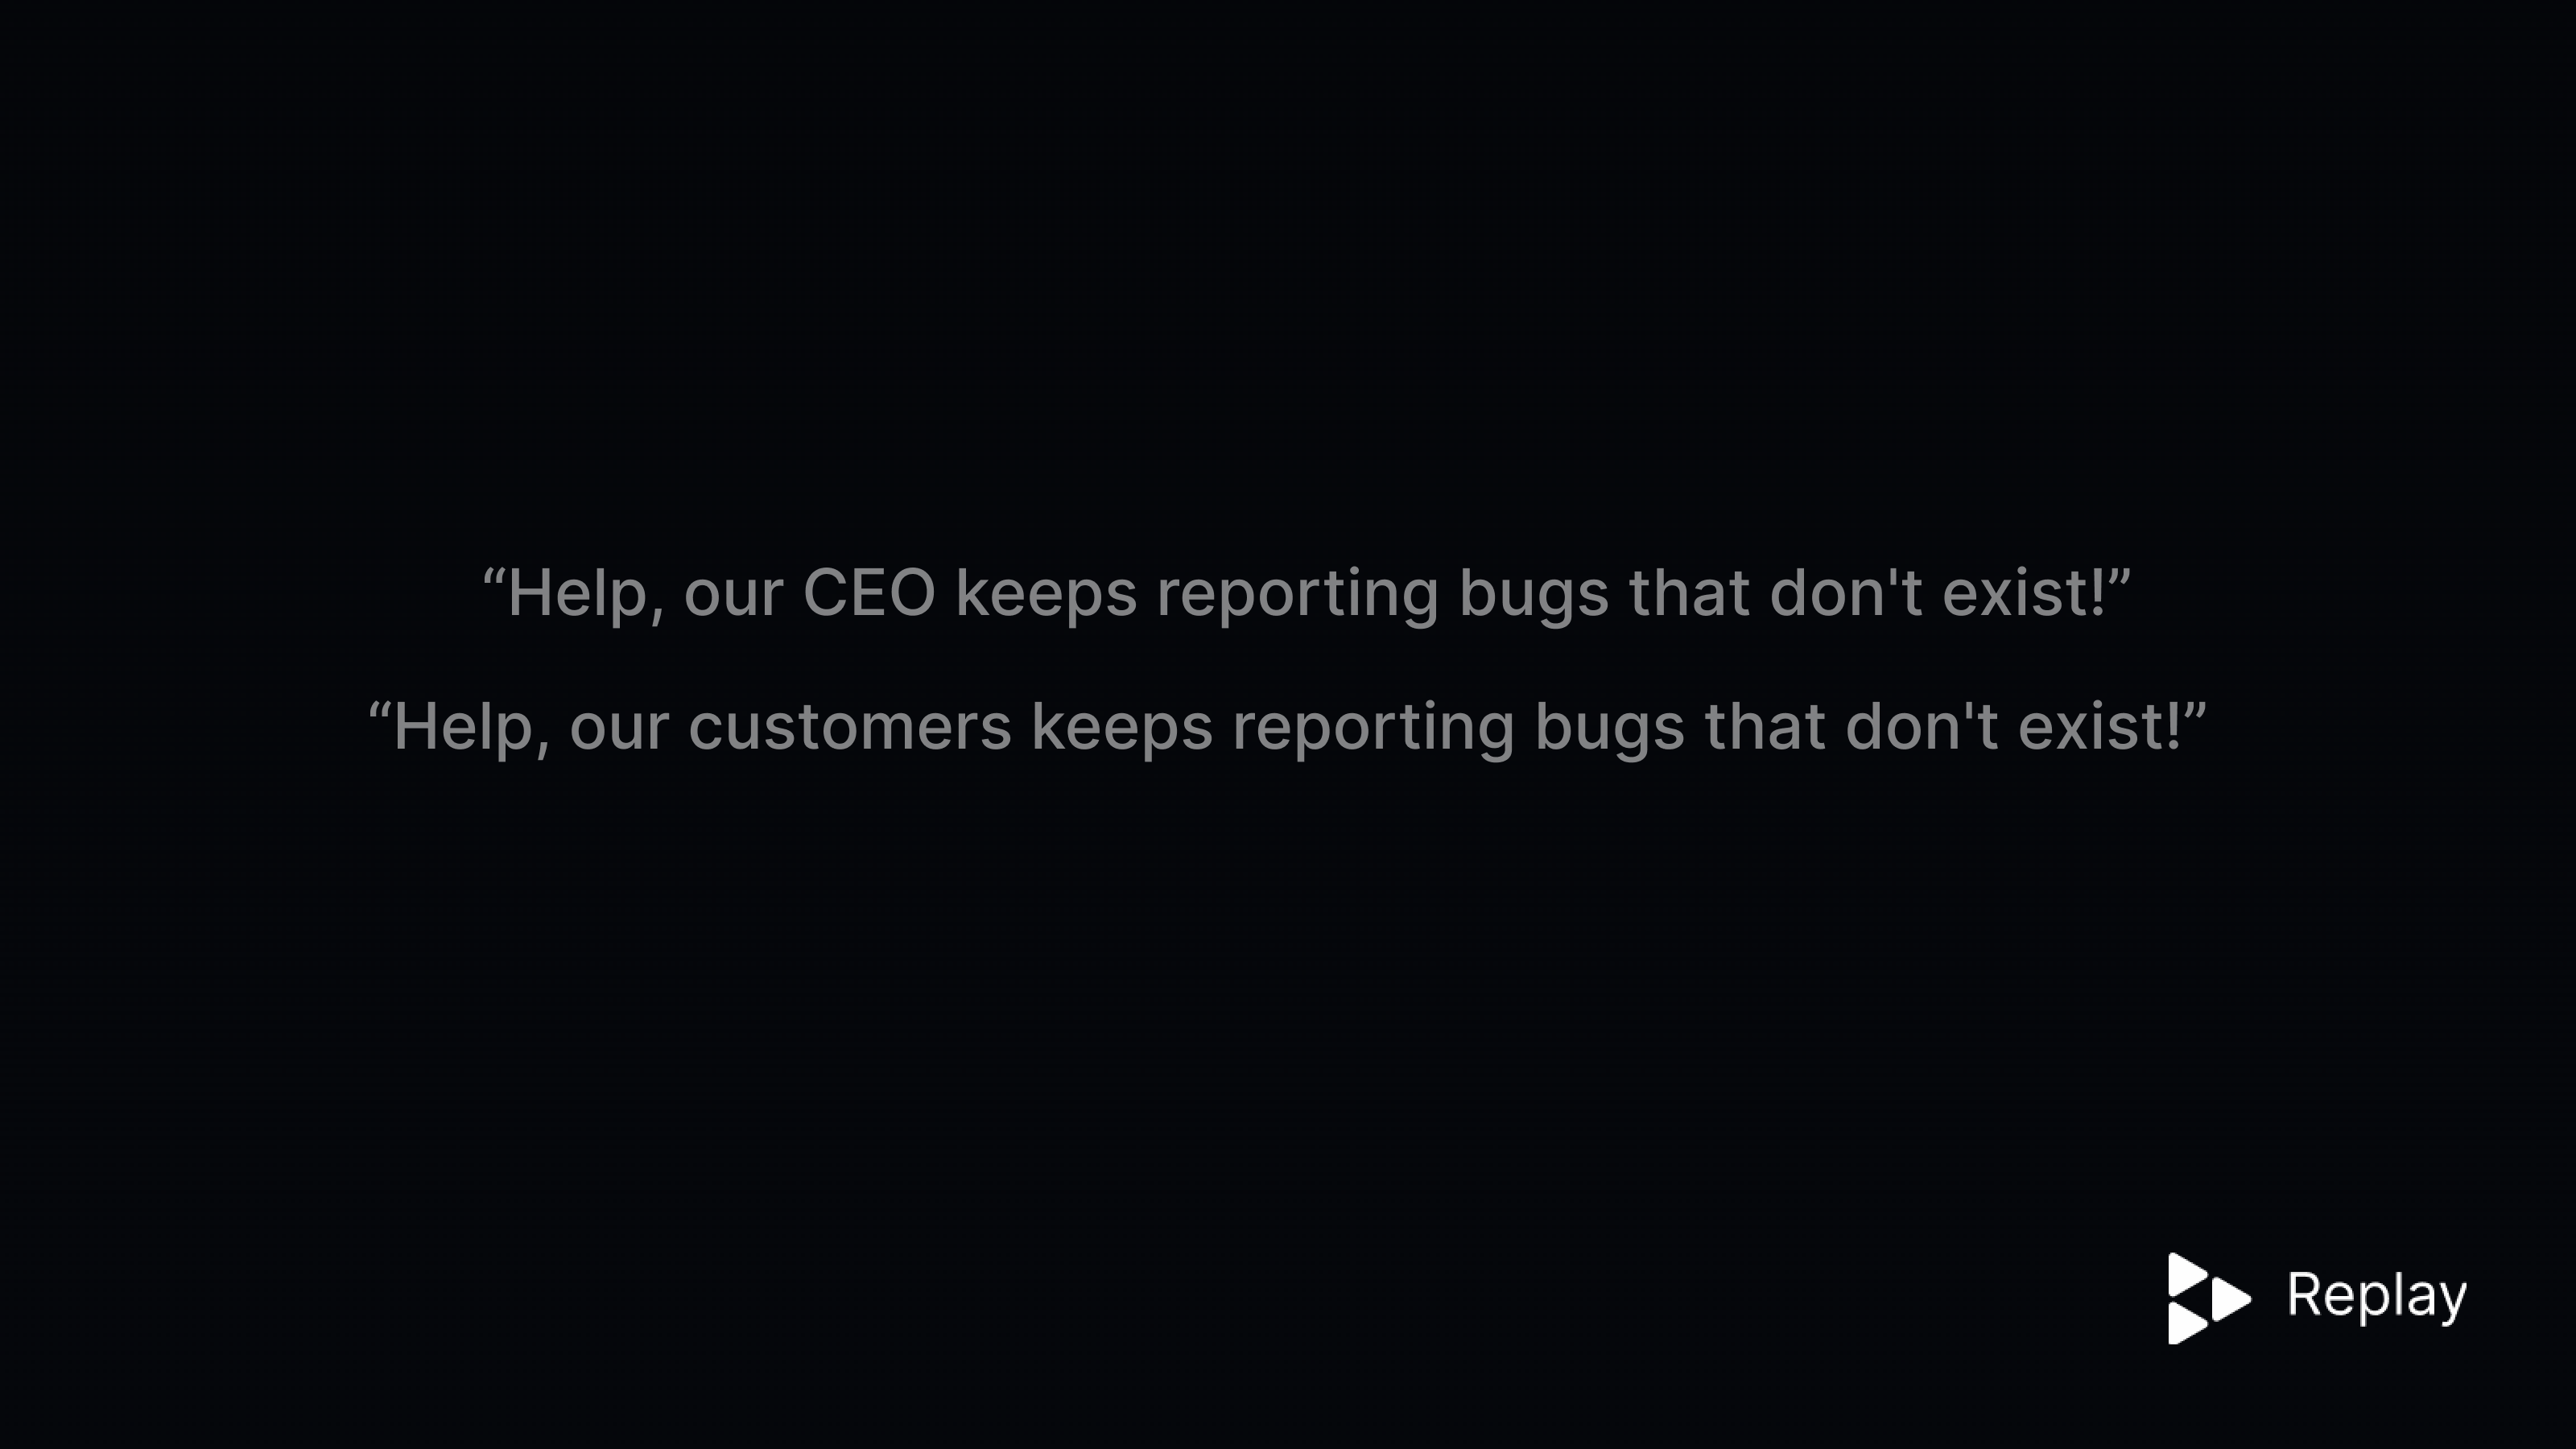 “Help, our CEO keeps reporting bugs that don't exist!”
“Help, our customers keeps reporting bugs that don't exist!”
Replay